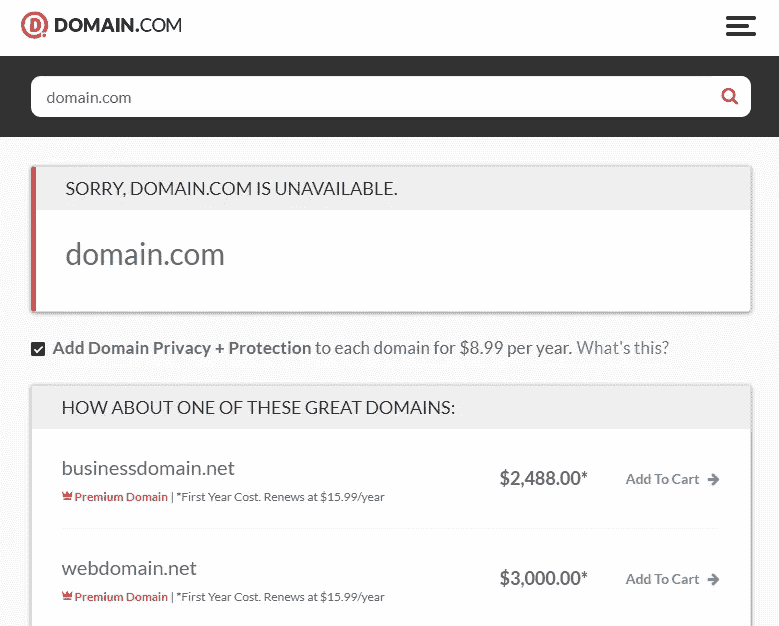 DOMAIN.COM
domain.com
SORRY, DOMAIN.COM IS UNAVAILABLE.
domain.com
Add Domain Privacy + Protection to each domain for $8.99 per year. What's this?
HOW ABOUT ONE OF THESE GREAT DOMAINS:
businessdomain.net
$2,488.00* Add To Cart
Premium Domain | *First Year Cost. Renews at $15.99/year
webdomain.net
$3,000.00* Add To Cart
Premium Domain | *First Year Cost. Renews at $15.99/year